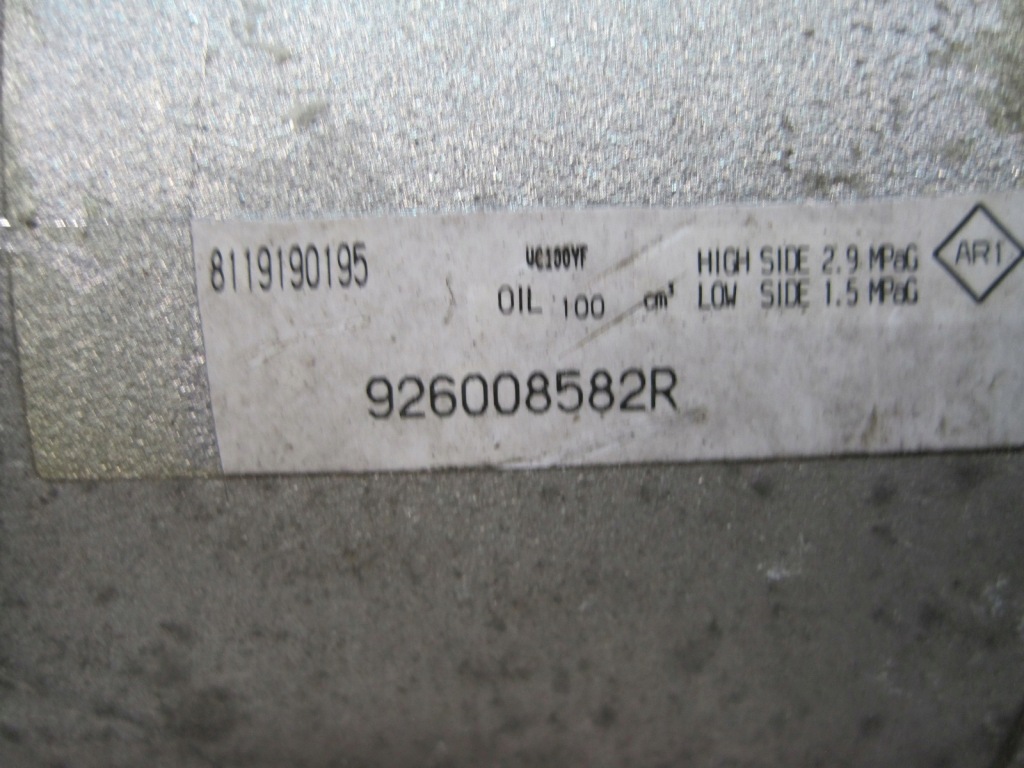 8119190195
VC100YF
OIL 100 cm³
HIGH SIDE 2.9 MPaG
LOW SIDE 1.5 MPaG
AR1
926008582R